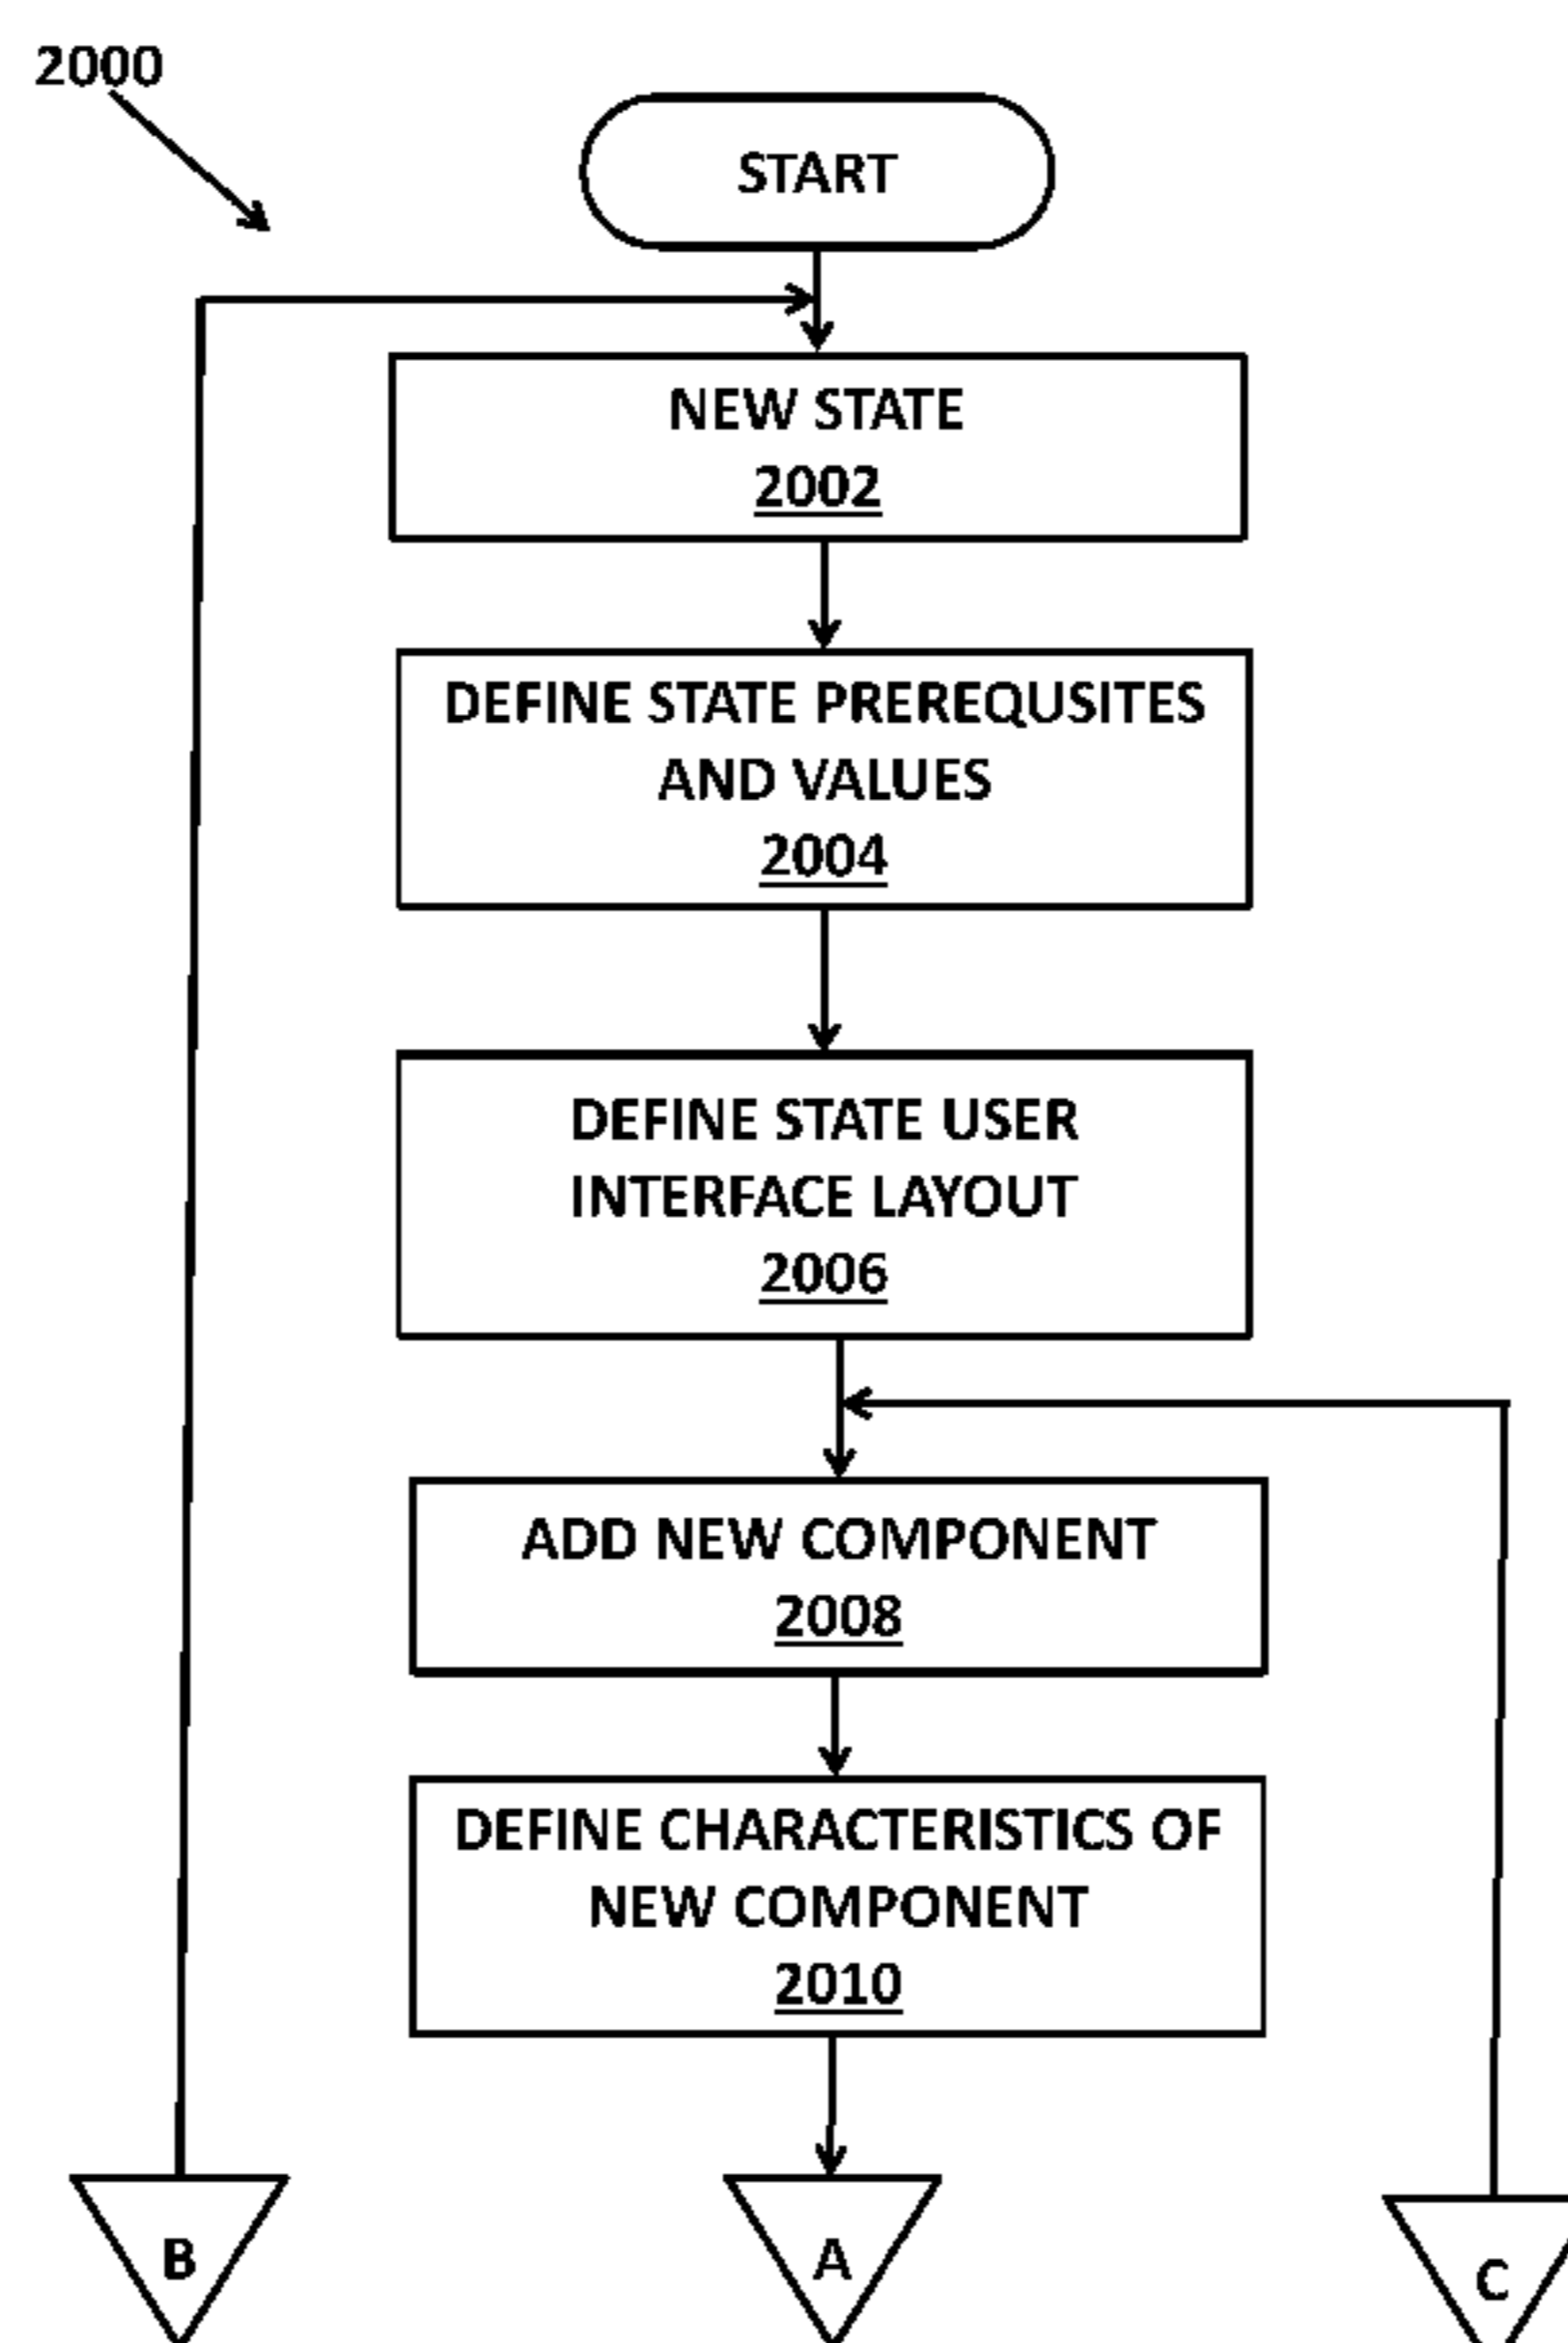 2000
START
NEW STATE
2002
DEFINE STATE PREREQUSITES
AND VALUES
2004
DEFINE STATE USER
INTERFACE LAYOUT
2006
ADD NEW COMPONENT
2008
DEFINE CHARACTERISTICS OF
NEW COMPONENT
2010
B
A
C